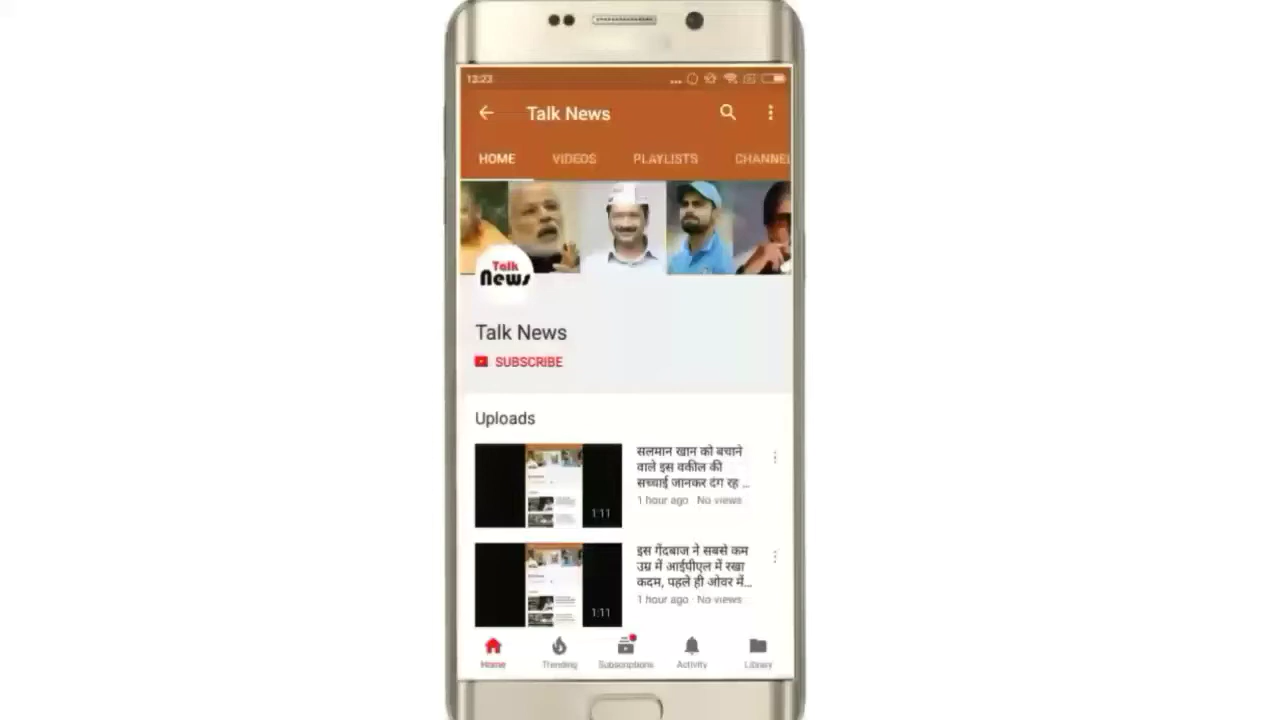 12:23
Talk News
HOME VIDEOS PLAYLISTS CHANNEL
Talk
News
Talk News
SUBSCRIBE
Uploads
सलमान खान को बचाने
वाले इस वकील की
सच्चाई जानकर दंग रह ...
1 hour ago · No views
1:11
इस गेंदबाज ने सबसे कम
उम्र में आईपीएल में रखा
कदम, पहले ही ओवर में...
1 hour ago · No views
1:11
Home Trending Subscriptions Activity Library